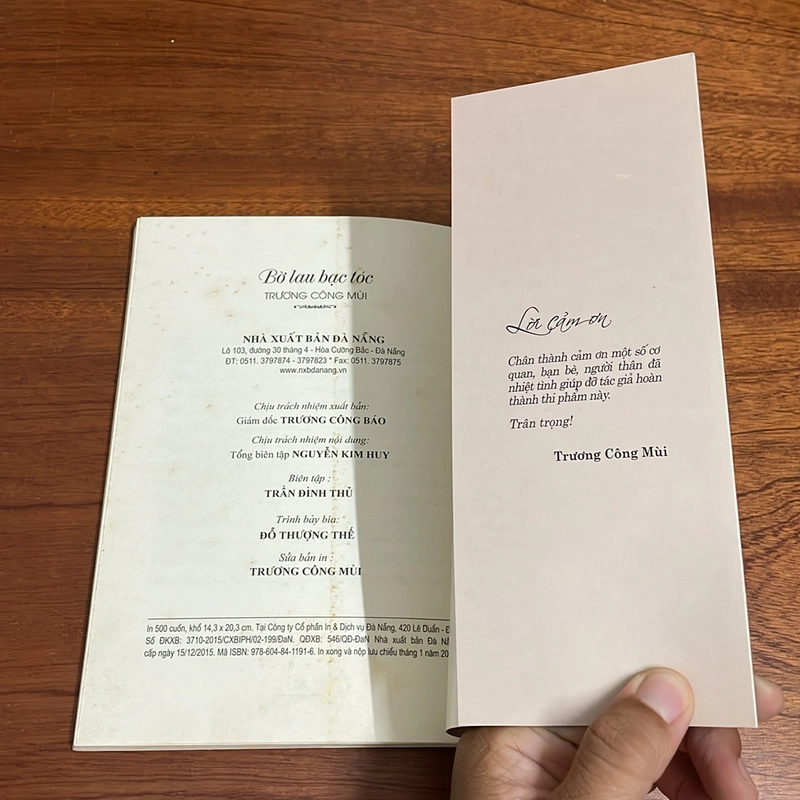 Bờ lau bạc tóc
TRƯƠNG CÔNG MÙI
NHÀ XUẤT BẢN ĐÀ NẴNG
Lô 103, đường 30 tháng 4 - Hòa Cường Bắc - Đà Nẵng
ĐT: 0511. 3797874 - 3797823 * Fax: 0511. 3797875
www.nxbdanang.vn
Chịu trách nhiệm xuất bản:
Giám đốc TRƯƠNG CÔNG BÁO
Chịu trách nhiệm nội dung:
Tổng biên tập NGUYỄN KIM HUY
Biên tập :
TRẦN ĐÌNH THỦ
Trình bày bìa:
ĐỖ THƯỢNG THẾ
Sửa bản in :
TRƯƠNG CÔNG MÙI
In 500 cuốn, khổ 14,3 x 20,3 cm. Tại Công ty Cổ phần In & Dịch vụ Đà Nẵng, 420 Lê Duẩn - Đ
Số ĐKXB: 3710-2015/CXBIPH/02-199/ĐaN. QĐXB: 546/QĐ-ĐaN Nhà xuất bản Đà Nẵ
cấp ngày 15/12/2015. Mã ISBN: 978-604-84-1191-6. In xong và nộp lưu chiểu tháng 1 năm 20
Lời cảm ơn
Chân thành cảm ơn một số cơ
quan, bạn bè, người thân đã
nhiệt tình giúp đỡ tác giả hoàn
thành thi phẩm này.
Trân trọng!
Trương Công Mùi